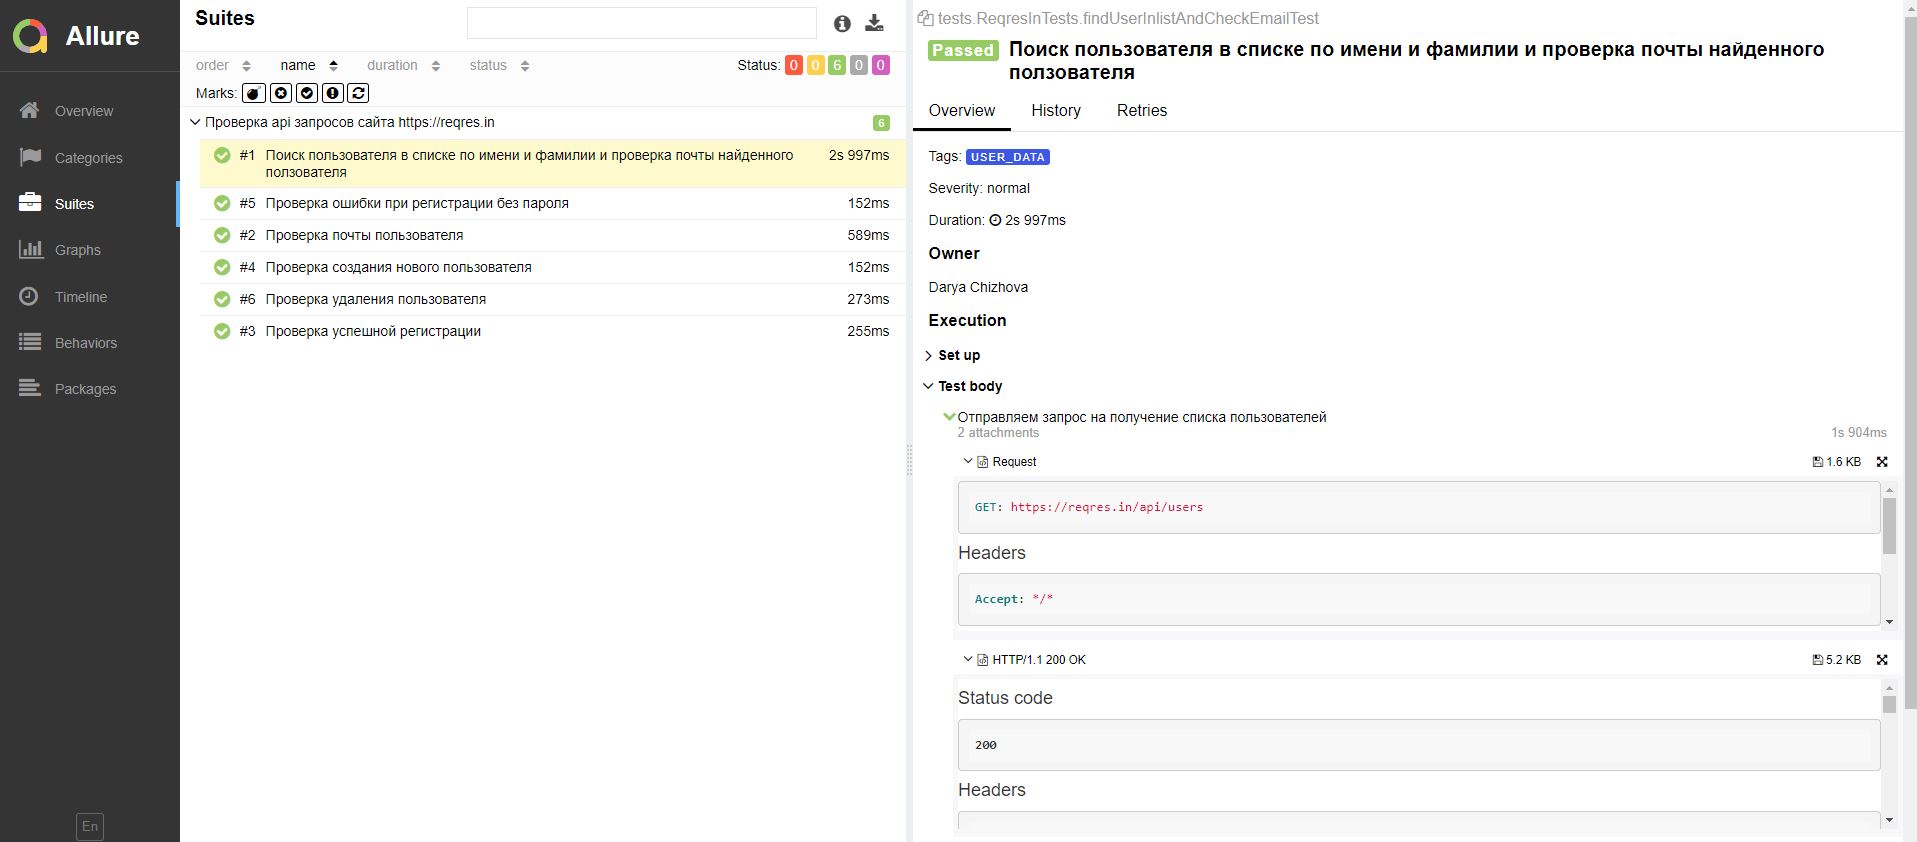 Allure
Overview
Categories
Suites
Graphs
Timeline
Behaviors
Packages
En
Suites
order name duration status Status: 0 0 6 0 0
Marks:
Проверка api запросов сайта https://reqres.in 6
#1 Поиск пользователя в списке по имени и фамилии и проверка почты найденного 2s 997ms
ползователя
#5 Проверка ошибки при регистрации без пароля 152ms
#2 Проверка почты пользователя 589ms
#4 Проверка создания нового пользователя 152ms
#6 Проверка удаления пользователя 273ms
#3 Проверка успешной регистрации 255ms
tests.ReqresInTests.findUserInlistAndCheckEmailTest
Passed Поиск пользователя в списке по имени и фамилии и проверка почты найденного
ползователя
Overview History Retries
Tags: USER_DATA
Severity: normal
Duration: 2s 997ms
Owner
Darya Chizhova
Execution
Set up
Test body
Отправляем запрос на получение списка пользователей
2 attachments 1s 904ms
Request 1.6 KB
GET: https://reqres.in/api/users
Headers
Accept: */*
HTTP/1.1 200 OK 5.2 KB
Status code
200
Headers